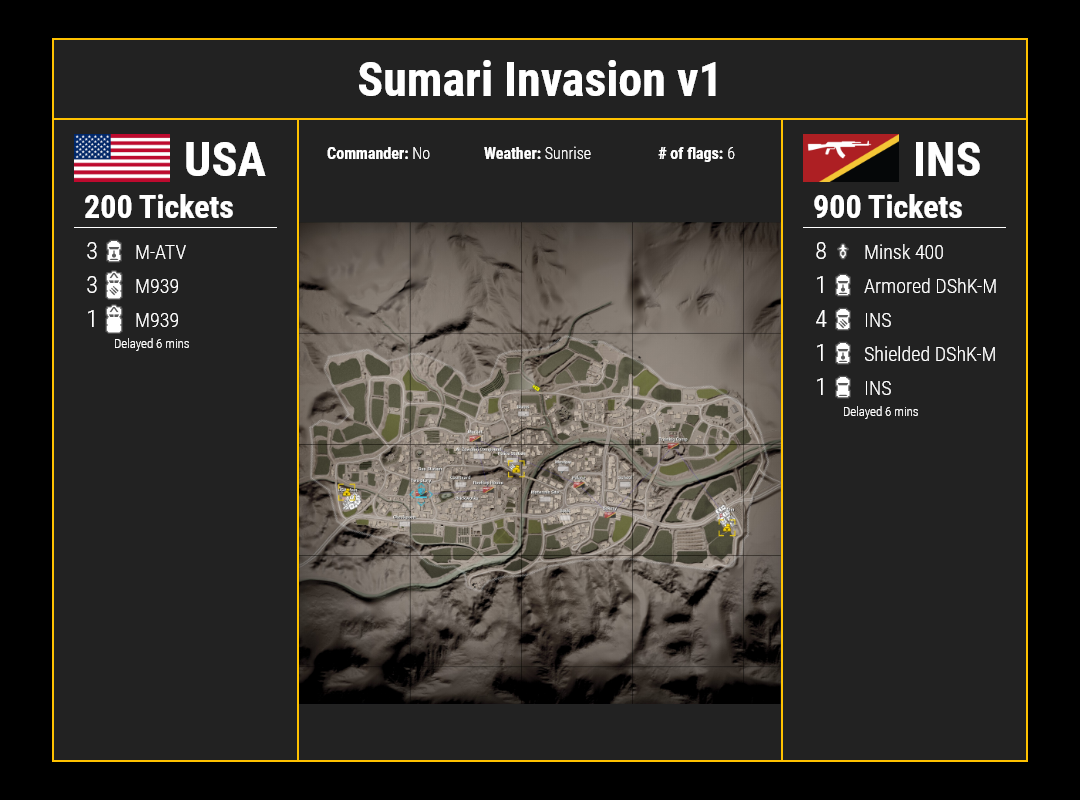 Sumari Invasion v1
USA
200 Tickets
3 M-ATV
3 M939
1 M939
Delayed 6 mins
Commander: No
Weather: Sunrise
# of flags: 6
INS
900 Tickets
8 Minsk 400
1 Armored DShK-M
4 INS
1 Shielded DShK-M
1 INS
Delayed 6 mins